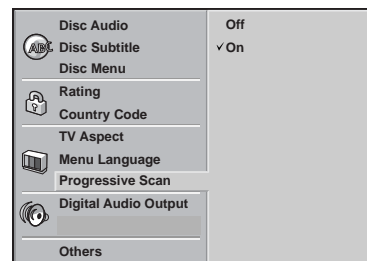 Disc Audio
Disc Subtitle
Disc Menu
Rating
Country Code
TV Aspect
Menu Language
Progressive Scan
Digital Audio Output
Others
Off
✓On
ABC